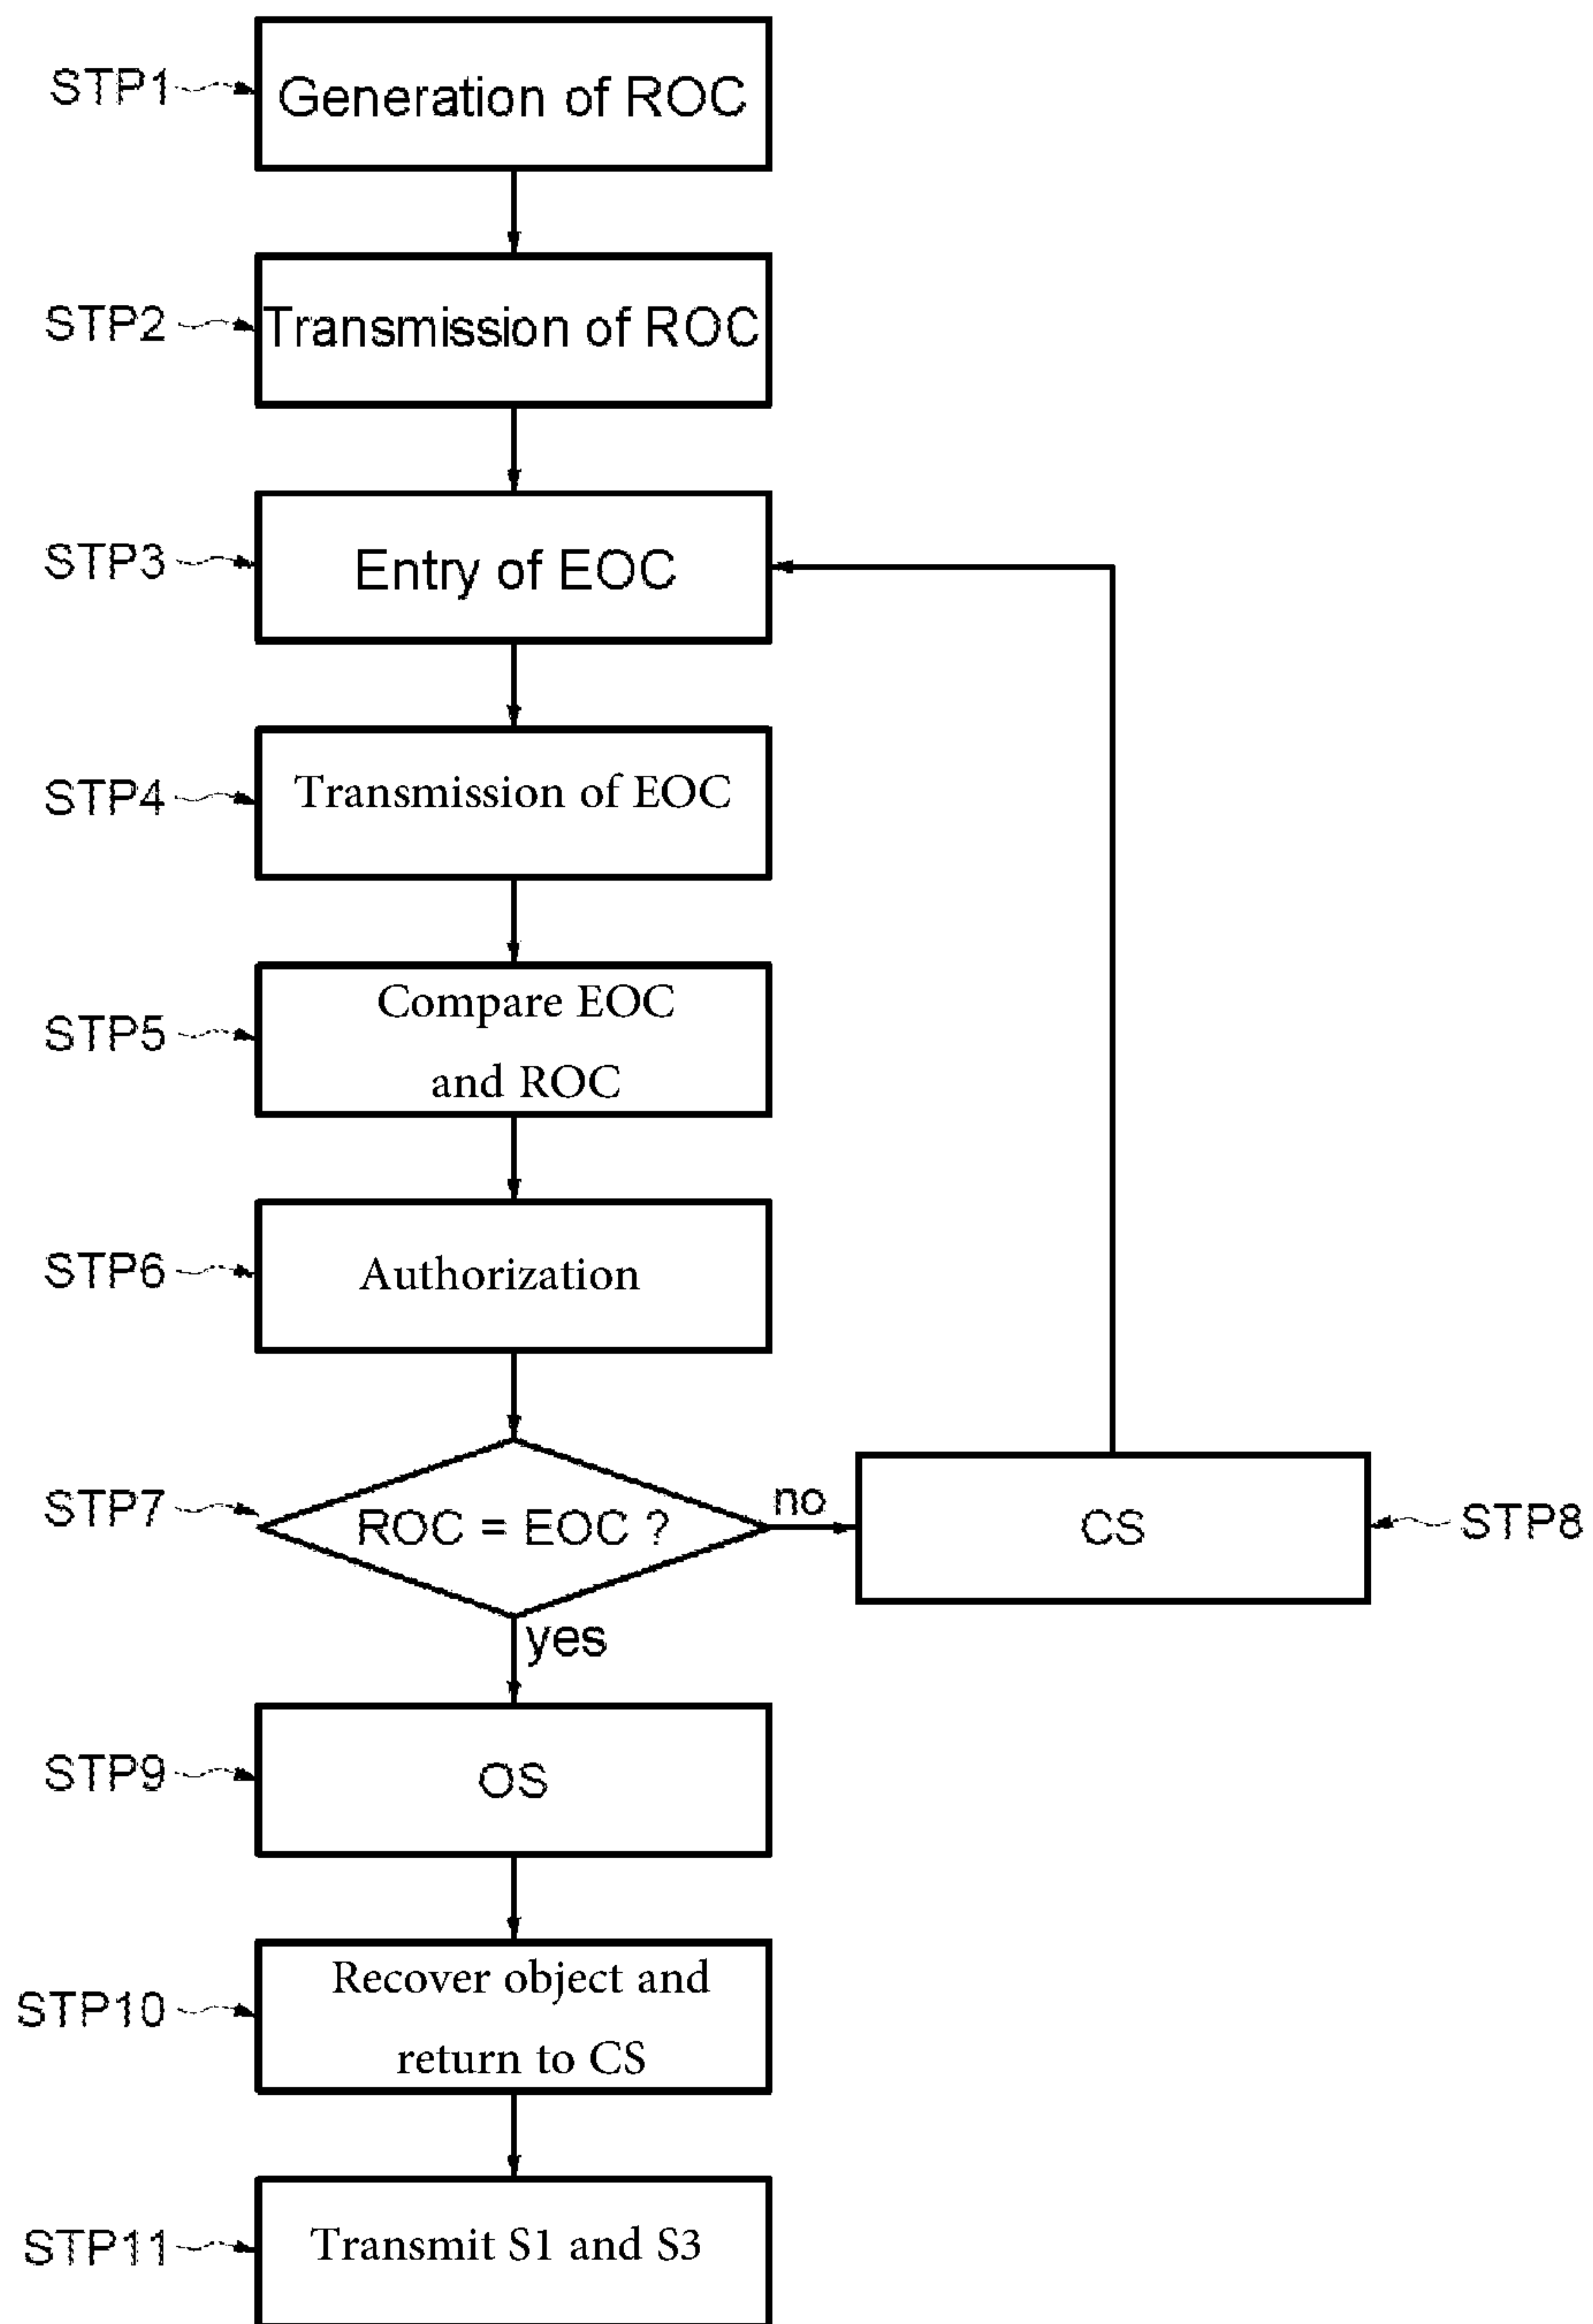 STP1
Generation of ROC
STP2
Transmission of ROC
STP3
Entry of EOC
STP4
Transmission of EOC
STP5
Compare EOC
and ROC
STP6
Authorization
STP7
ROC = EOC ?
no
CS
STP8
yes
STP9
OS
STP10
Recover object and
return to CS
STP11
Transmit S1 and S3